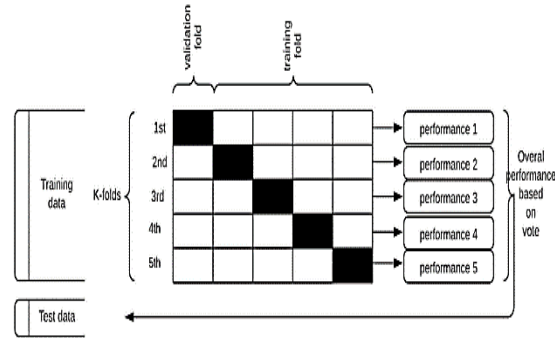 validation
fold
training
fold
Training
data
K-folds
1st
2nd
3rd
4th
5th
performance 1
performance 2
performance 3
performance 4
performance 5
Overal
performance
based
on
vote
Test data